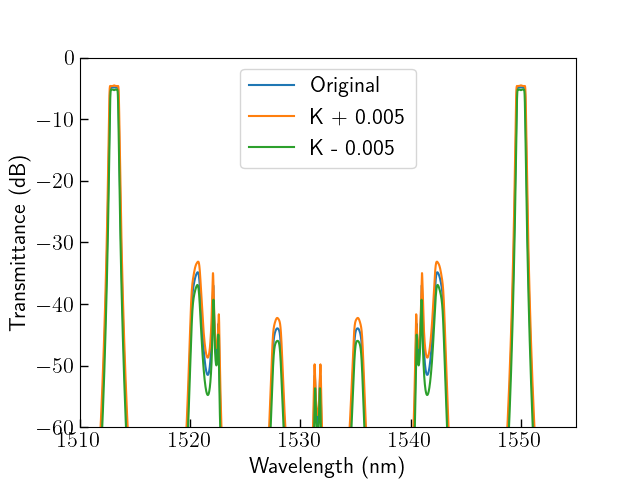 0
Original
K + 0.005
K - 0.005
−10
−20
−30
−40
−50
−60
Transmittance (dB)
1510
1520
1530
1540
1550
Wavelength (nm)